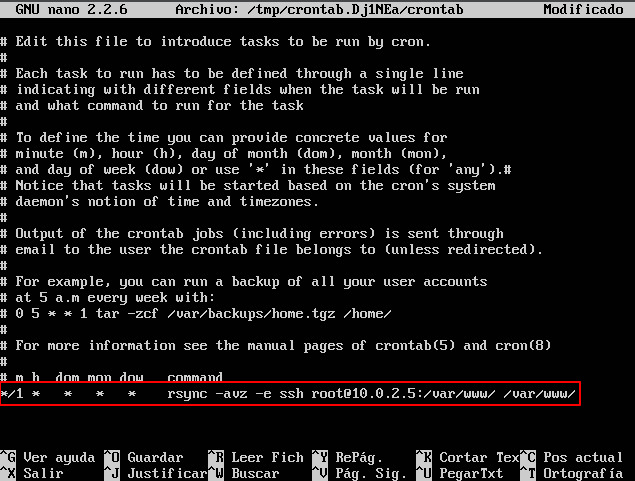 GNU nano 2.2.6 Archivo: /tmp/crontab.Dj1NEa/crontab Modificado
# Edit this file to introduce tasks to be run by cron.
#
# Each task to run has to be defined through a single line
# indicating with different fields when the task will be run
# and what command to run for the task
#
# To define the time you can provide concrete values for
# minute (m), hour (h), day of month (dom), month (mon),
# and day of week (dow) or use '*' in these fields (for 'any').#
# Notice that tasks will be started based on the cron's system
# daemon's notion of time and timezones.
#
# Output of the crontab jobs (including errors) is sent through
# email to the user the crontab file belongs to (unless redirected).
#
# For example, you can run a backup of all your user accounts
# at 5 a.m every week with:
# 0 5 * * 1 tar -zcf /var/backups/home.tgz /home/
#
# For more information see the manual pages of crontab(5) and cron(8)
#
# m h dom mon dow command
*/1 * * * * rsync -avz -e ssh root@10.0.2.5:/var/www/ /var/www/
^G Ver ayuda ^O Guardar ^R Leer Fich ^Y RePág. ^K Cortar Tex ^C Pos actual
^X Salir ^J Justificar ^W Buscar ^V Pág. Sig. ^U PegarTxt ^T Ortografía